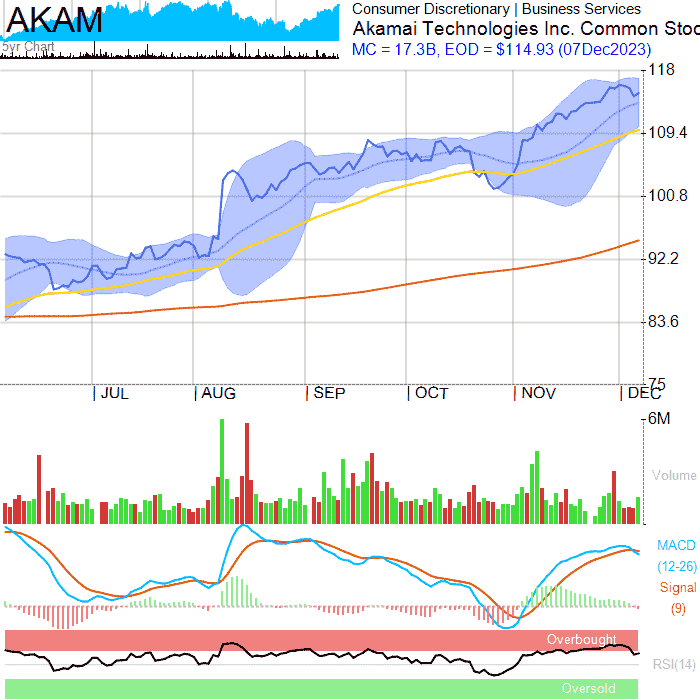 AKAM
5yr Chart
Consumer Discretionary | Business Services
Akamai Technologies Inc. Common Stoc
MC = 17.3B, EOD = $114.93 (07Dec2023)
118
109.4
100.8
92.2
83.6
75
JUL AUG SEP OCT NOV DEC
6M
Volume
MACD
(12-26)
Signal
(9)
Overbought
RSI(14)
Oversold